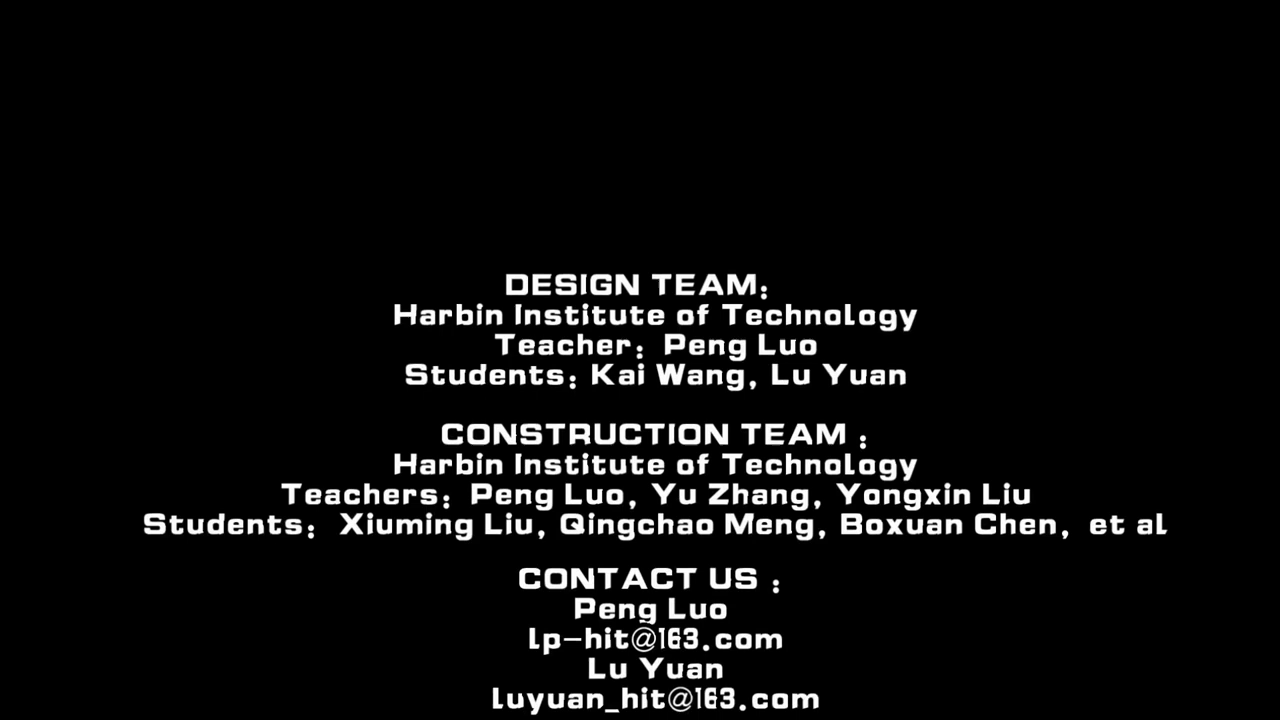 DESIGN TEAM：
Harbin Institute of Technology
Teacher：Peng Luo
Students：Kai Wang, Lu Yuan
CONSTRUCTION TEAM：
Harbin Institute of Technology
Teachers：Peng Luo, Yu Zhang, Yongxin Liu
Students：Xiuming Liu, Qingchao Meng, Boxuan Chen, et al
CONTACT US：
Peng Luo
lp-hit@163.com
Lu Yuan
luyuan_hit@163.com